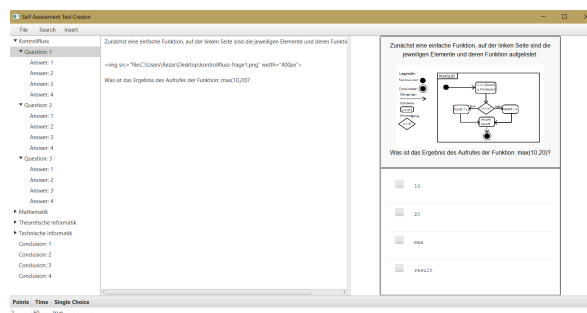 Self Assessment Test Creator
File Search Insert
Kontrollfluss
Question: 1
Answer: 1
Answer: 2
Answer: 3
Answer: 4
Question: 2
Answer: 1
Answer: 2
Answer: 3
Answer: 4
Question: 3
Answer: 1
Answer: 2
Answer: 3
Answer: 4
Mathematik
Theoretische Informatik
Technische Informatik
Conclusion: 1
Conclusion: 2
Conclusion: 3
Conclusion: 4
Zunächst eine einfache Funktion, auf der linken Seite sind die jeweiligen Elemente und deren Funkti
<img src="file:C:\Users\Rezar\Desktop\kontrollfluss-frage1.png" width="400px">
Was ist das Ergebnis des Aufrufes der Funktion: max(10,20)?
Zunächst eine einfache Funktion, auf der linken Seite sind die
jeweiligen Elemente und deren Funktionen aufgelistet.
Legende:
Was ist das Ergebnis des Aufrufes der Funktion: max(10,20)?
10
20
max
result
Points Time Single Choice
2 60 true